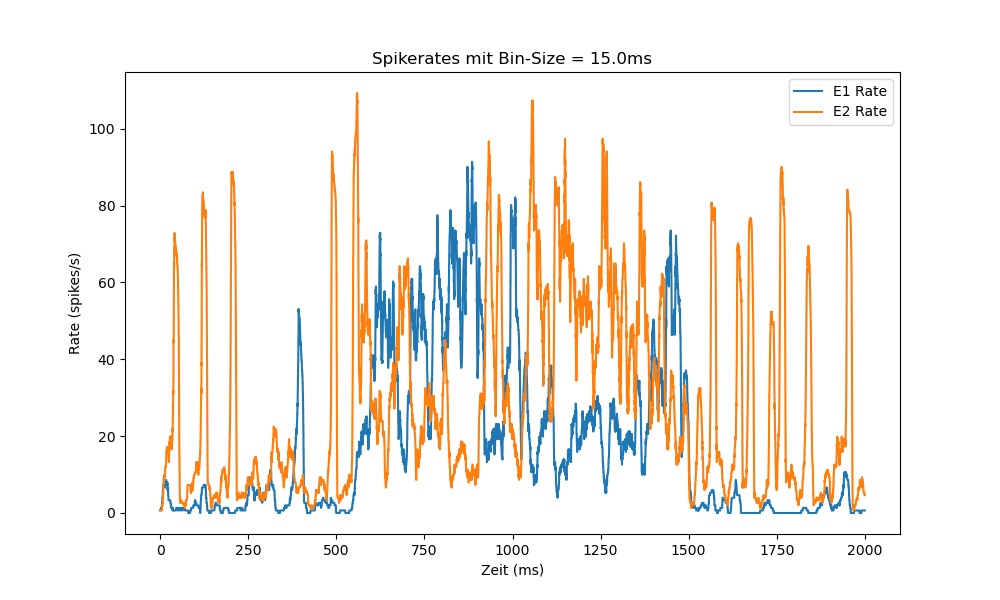 Spikerates mit Bin-Size = 15.0ms
E1 Rate
E2 Rate
Rate (spikes/s)
100
80
60
40
20
0
0 250 500 750 1000 1250 1500 1750 2000
Zeit (ms)